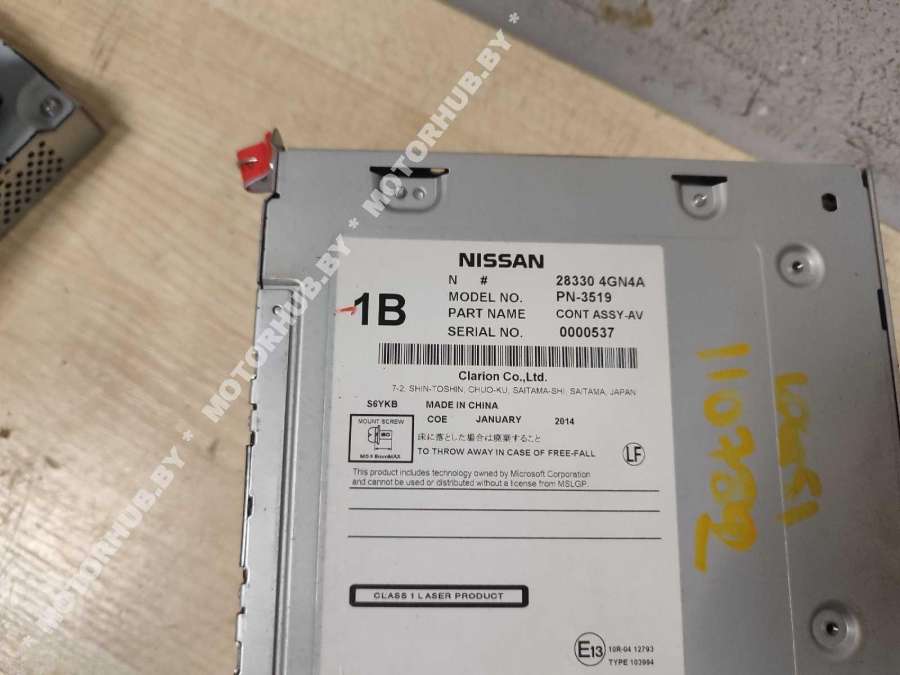 NISSAN
N # 28330 4GN4A
MODEL NO. PN-3519
1B
PART NAME CONT ASSY-AV
SERIAL NO. 0000537
Clarion Co.,Ltd.
7-2, SHIN-TOSHIN, CHUO-KU, SAITAMA-SHI, SAITAMA, JAPAN
S6YKB MADE IN CHINA
COE JANUARY 2014
MOUNT SCREW
床に落とした場合は廃棄すること
TO THROW AWAY IN CASE OF FREE-FALL
LF
This product includes technology owned by Microsoft Corporation
and cannot be used or distributed without a license from MSLGP.
CLASS 1 LASER PRODUCT
E13
10R-04 12793
TYPE 103994
* MOTORHUB.BY * MOTORHUB.BY * MOTORHUB.BY *